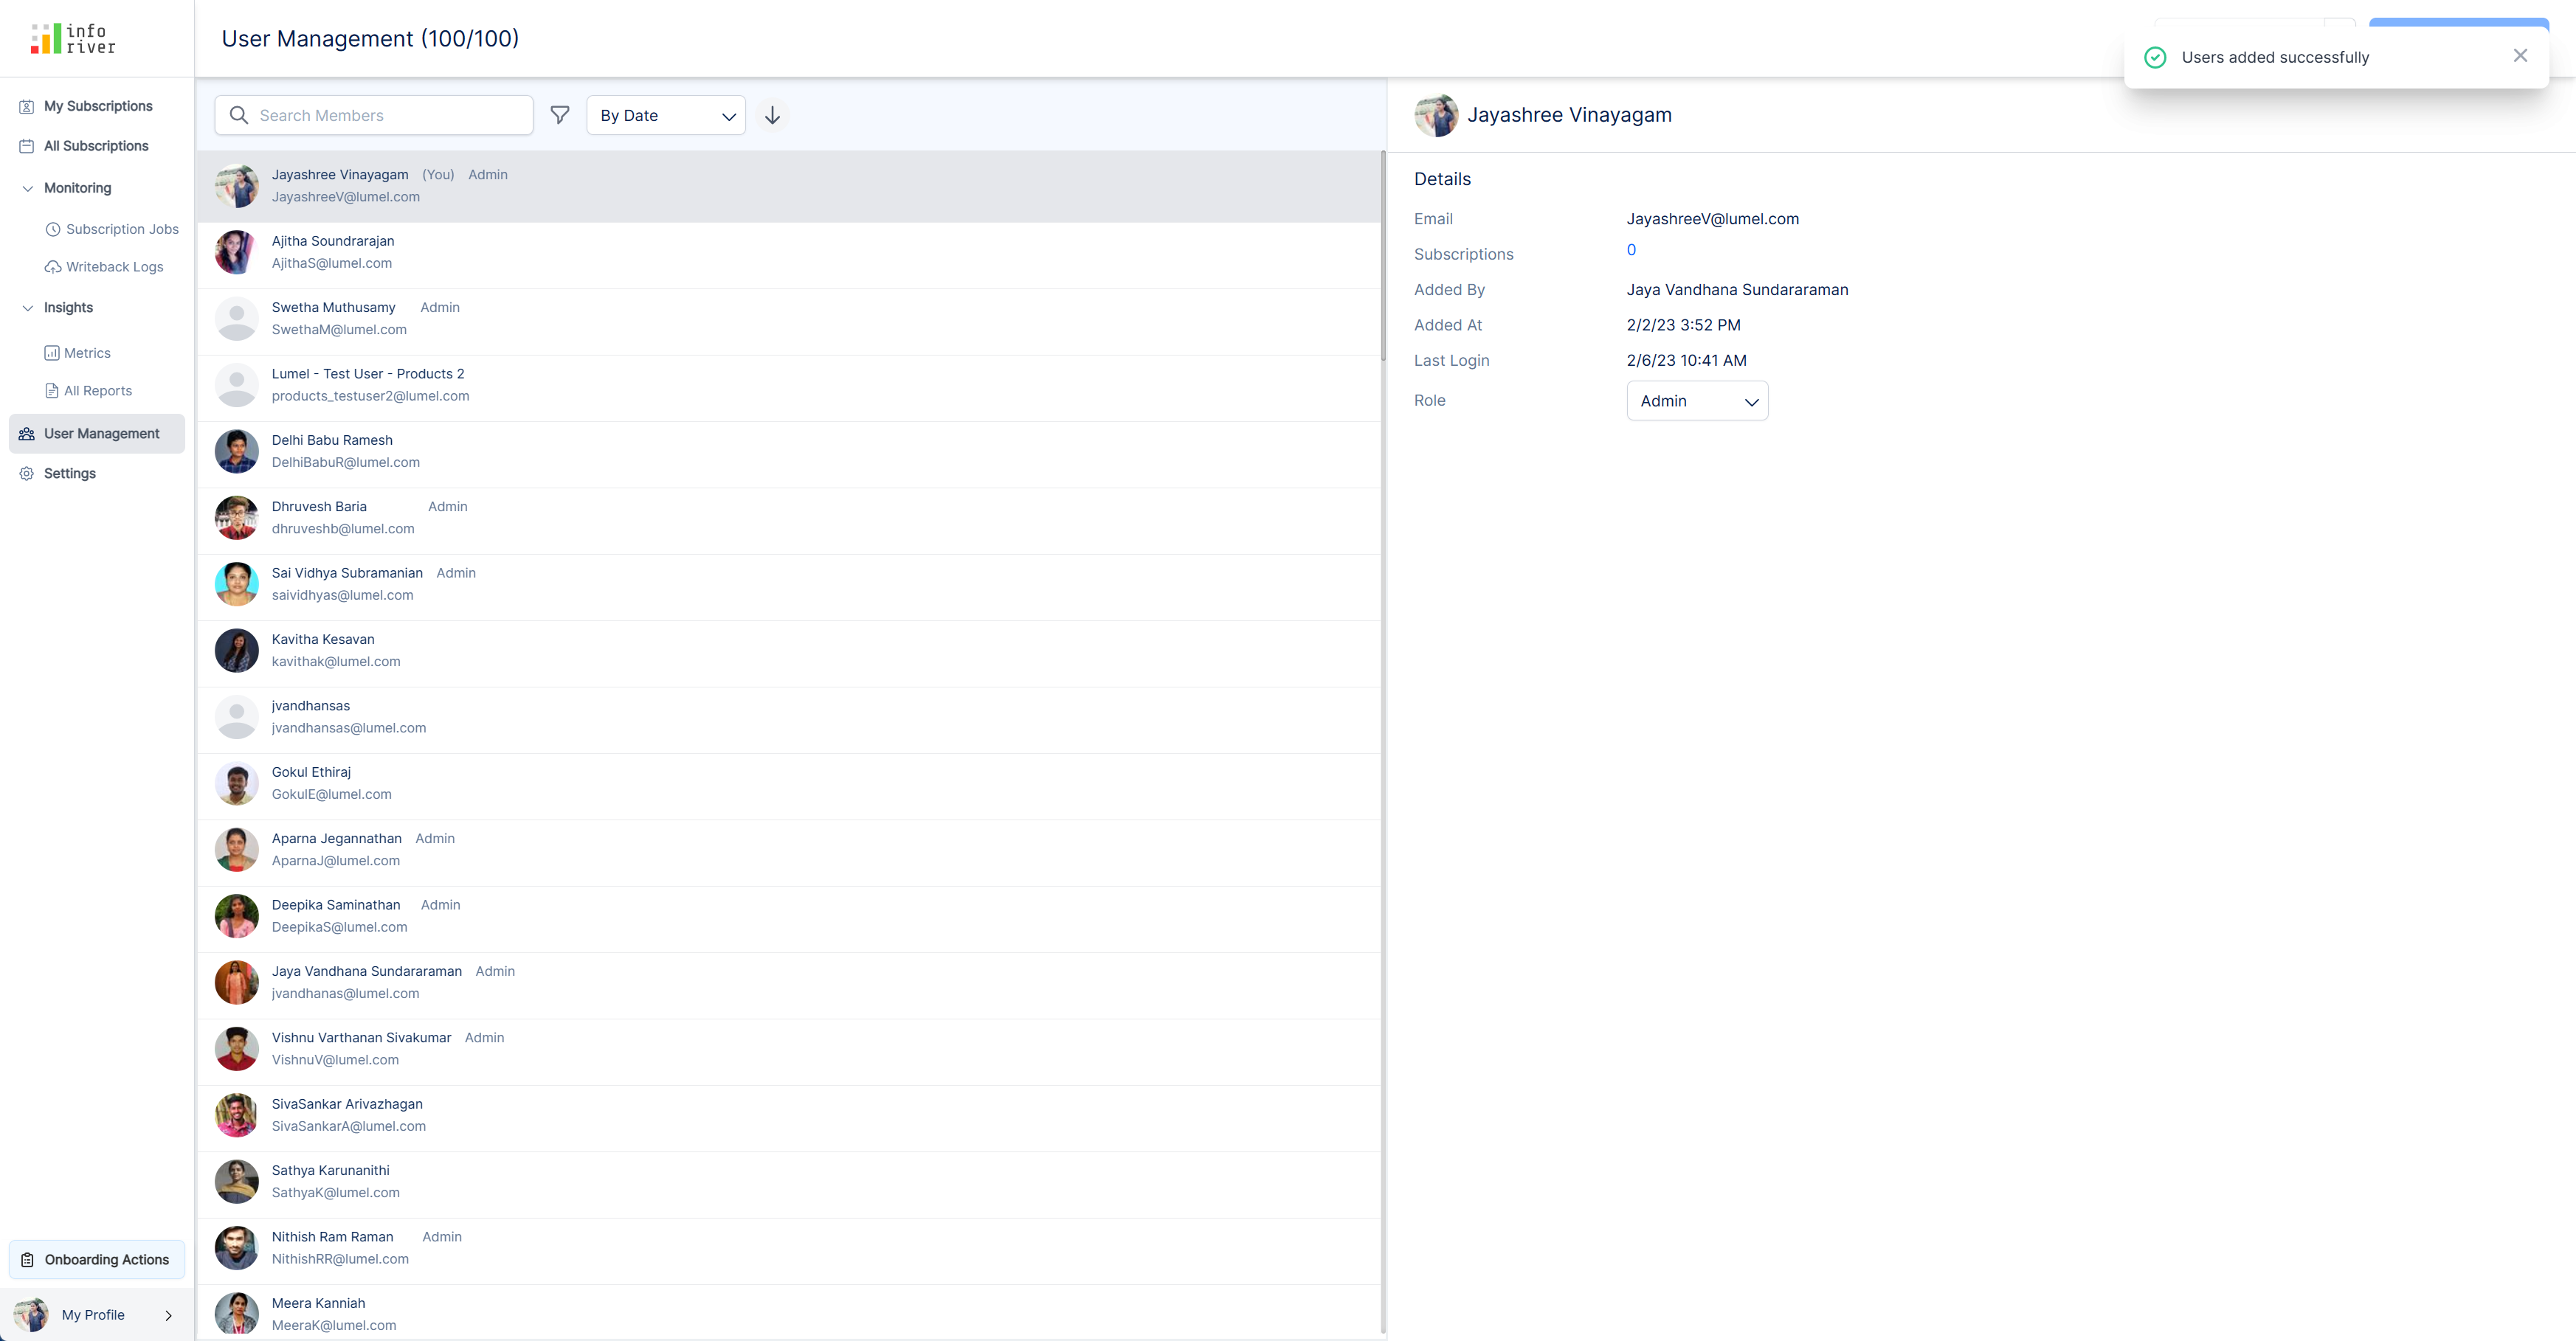 info
river
User Management (100/100)
Users added successfully
My Subscriptions
All Subscriptions
Monitoring
Subscription Jobs
Writeback Logs
Insights
Metrics
All Reports
User Management
Settings
Onboarding Actions
My Profile
Search Members
By Date
Jayashree Vinayagam (You) Admin
JayashreeV@lumel.com
Ajitha Soundrarajan
AjithaS@lumel.com
Swetha Muthusamy Admin
SwethaM@lumel.com
Lumel - Test User - Products 2
products_testuser2@lumel.com
Delhi Babu Ramesh
DelhiBabuR@lumel.com
Dhruvesh Baria Admin
dhruveshb@lumel.com
Sai Vidhya Subramanian Admin
saividhyas@lumel.com
Kavitha Kesavan
kavithak@lumel.com
jvandhansas
jvandhansas@lumel.com
Gokul Ethiraj
GokulE@lumel.com
Aparna Jegannathan Admin
AparnaJ@lumel.com
Deepika Saminathan Admin
DeepikaS@lumel.com
Jaya Vandhana Sundararaman Admin
jvandhanas@lumel.com
Vishnu Varthanan Sivakumar Admin
VishnuV@lumel.com
SivaSankar Arivazhagan
SivaSankarA@lumel.com
Sathya Karunanithi
SathyaK@lumel.com
Nithish Ram Raman Admin
NithishRR@lumel.com
Meera Kanniah
MeeraK@lumel.com
Jayashree Vinayagam
Details
Email JayashreeV@lumel.com
Subscriptions 0
Added By Jaya Vandhana Sundararaman
Added At 2/2/23 3:52 PM
Last Login 2/6/23 10:41 AM
Role Admin